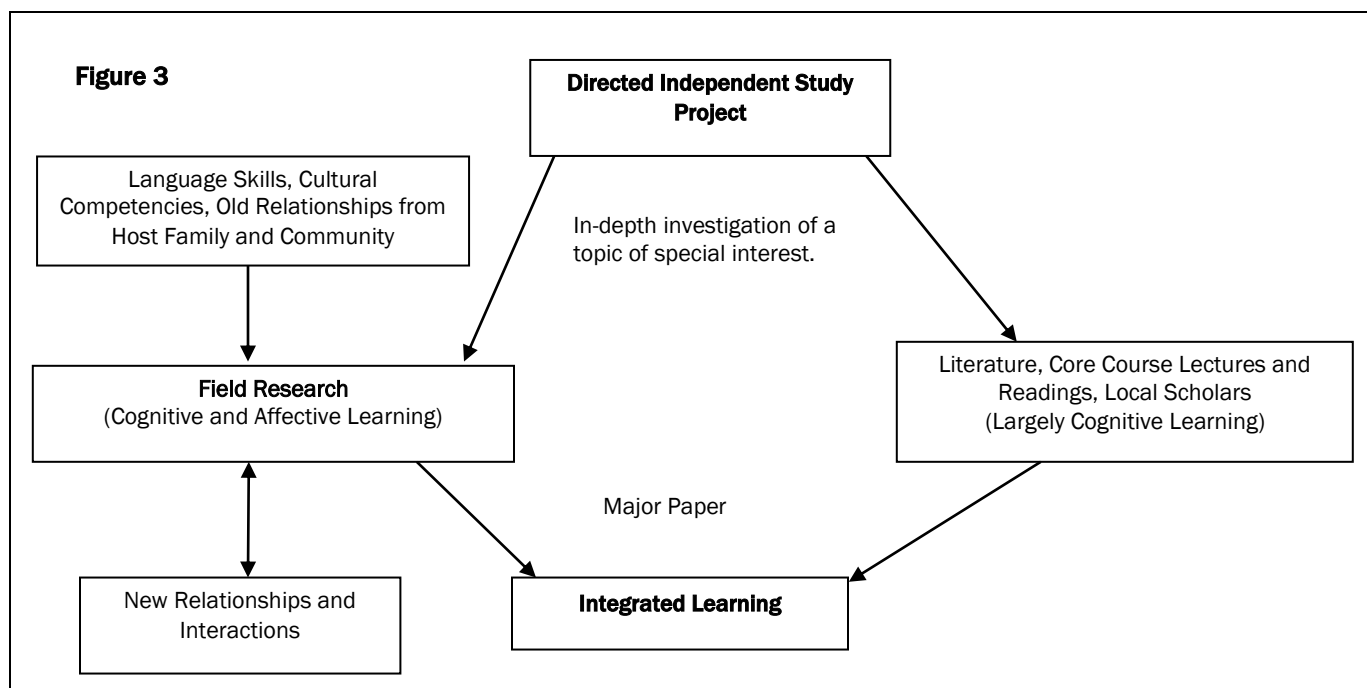 Figure 3
Directed Independent Study
Project
Language Skills, Cultural
Competencies, Old Relationships from
Host Family and Community
In-depth investigation of a
topic of special interest.
Field Research
(Cognitive and Affective Learning)
Literature, Core Course Lectures and
Readings, Local Scholars
(Largely Cognitive Learning)
Major Paper
New Relationships and
Interactions
Integrated Learning